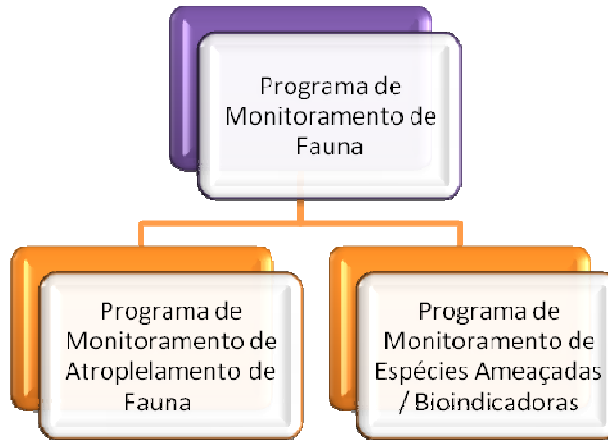 Programa de
Monitoramento de
Fauna
Programa de
Monitoramento de
Atroplelamento de
Fauna
Programa de
Monitoramento de
Espécies Ameaçadas
/ Bioindicadoras